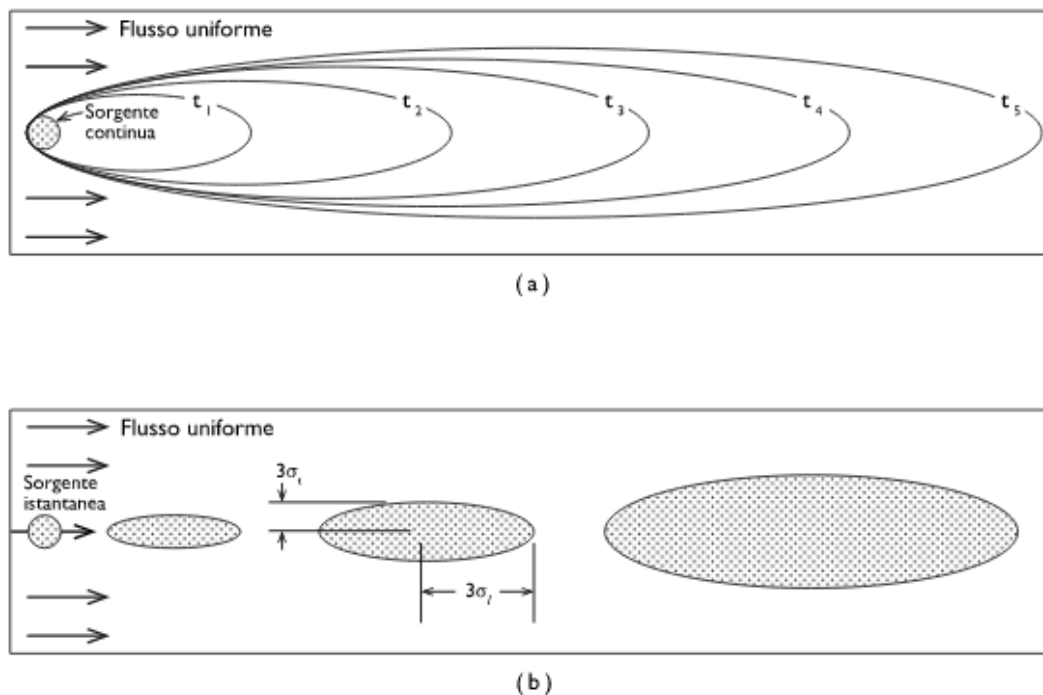 Flusso uniforme
Sorgente
continua
t₁
t₂
t₃
t₄
t₅
(a)
Flusso uniforme
Sorgente
istantanea
3σₜ
3σₗ
(b)